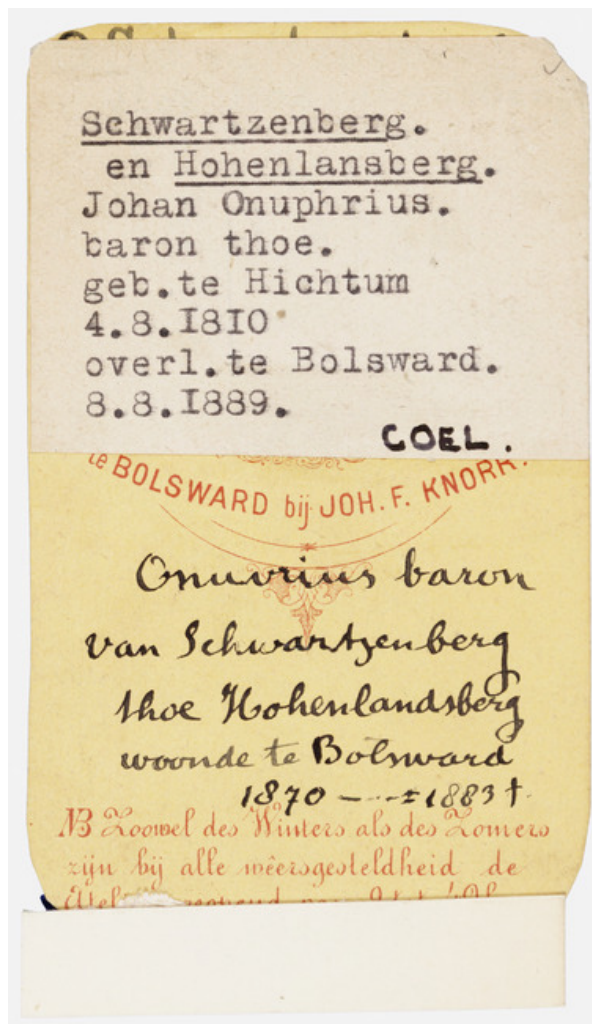 Schwartzenberg.
en Hohenlansberg.
Johan Onuphrius.
baron thoe.
geb.te Hichtum
4.8.1810
overl.te Bolsward.
8.8.1889.
COEL.
te BOLSWARD bij JOH. F. KNORR.
Onuvrius baron
van Schwartzenberg
thoe Hohenlandsberg
woonde te Bolsward
1870 — ..± 1883 †.
NB Zoowel des Winters als des Zomers
zijn bij alle wêersgesteldheid de
geopend